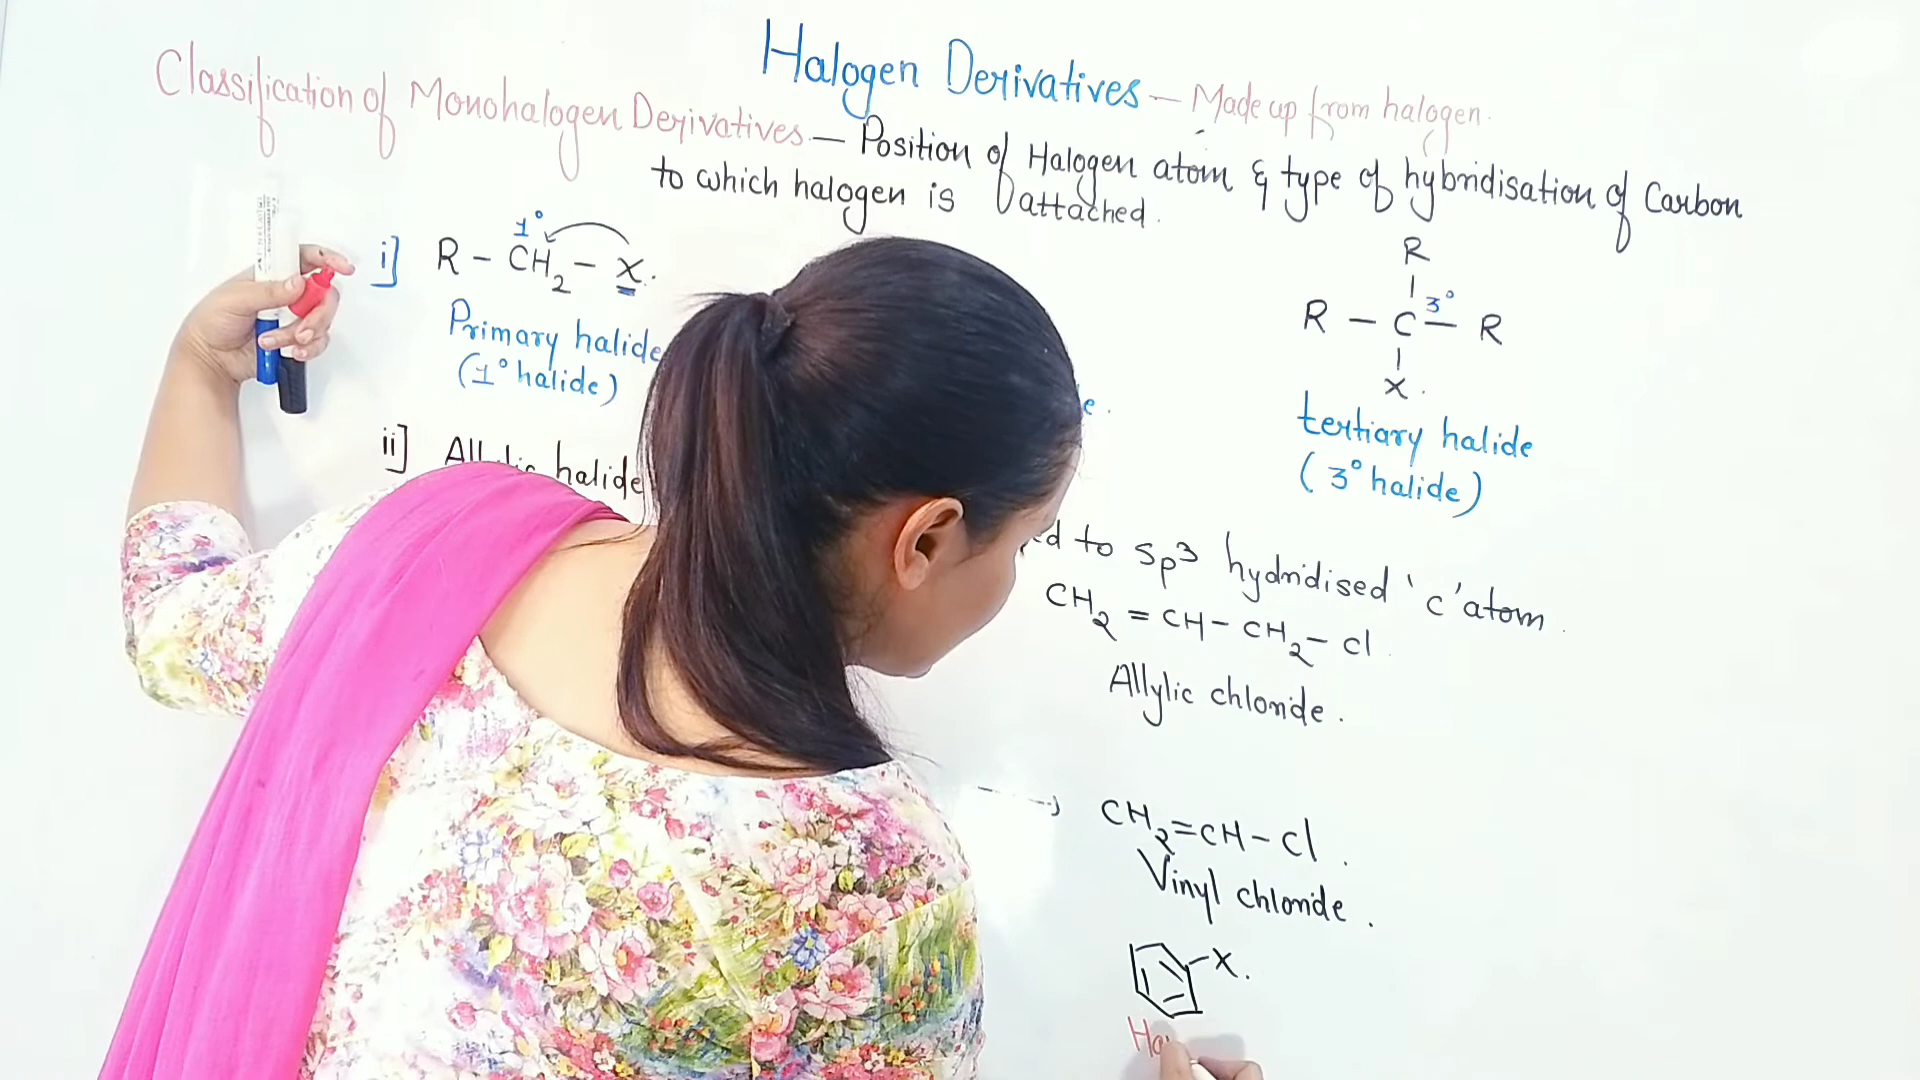 Halogen Derivatives - Made up from halogen.
Classification of Monohalogen Derivatives - Position of Halogen atom & type of hybridisation of Carbon
to which halogen is attached.
i] R - CH2 - X.
1°
Primary halide
(1° halide)
R
R - C - R
3°
X.
tertiary halide
(3° halide)
ii] Allylic halide
to sp3 hydridised 'c' atom.
CH2 = CH - CH2 - Cl
Allylic chloride.
CH2 = CH - Cl.
Vinyl chloride.
X.